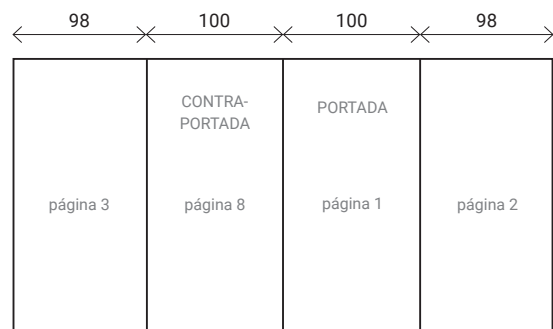 98 100 100 98
CONTRA-
PORTADA
PORTADA
página 3 página 8 página 1 página 2